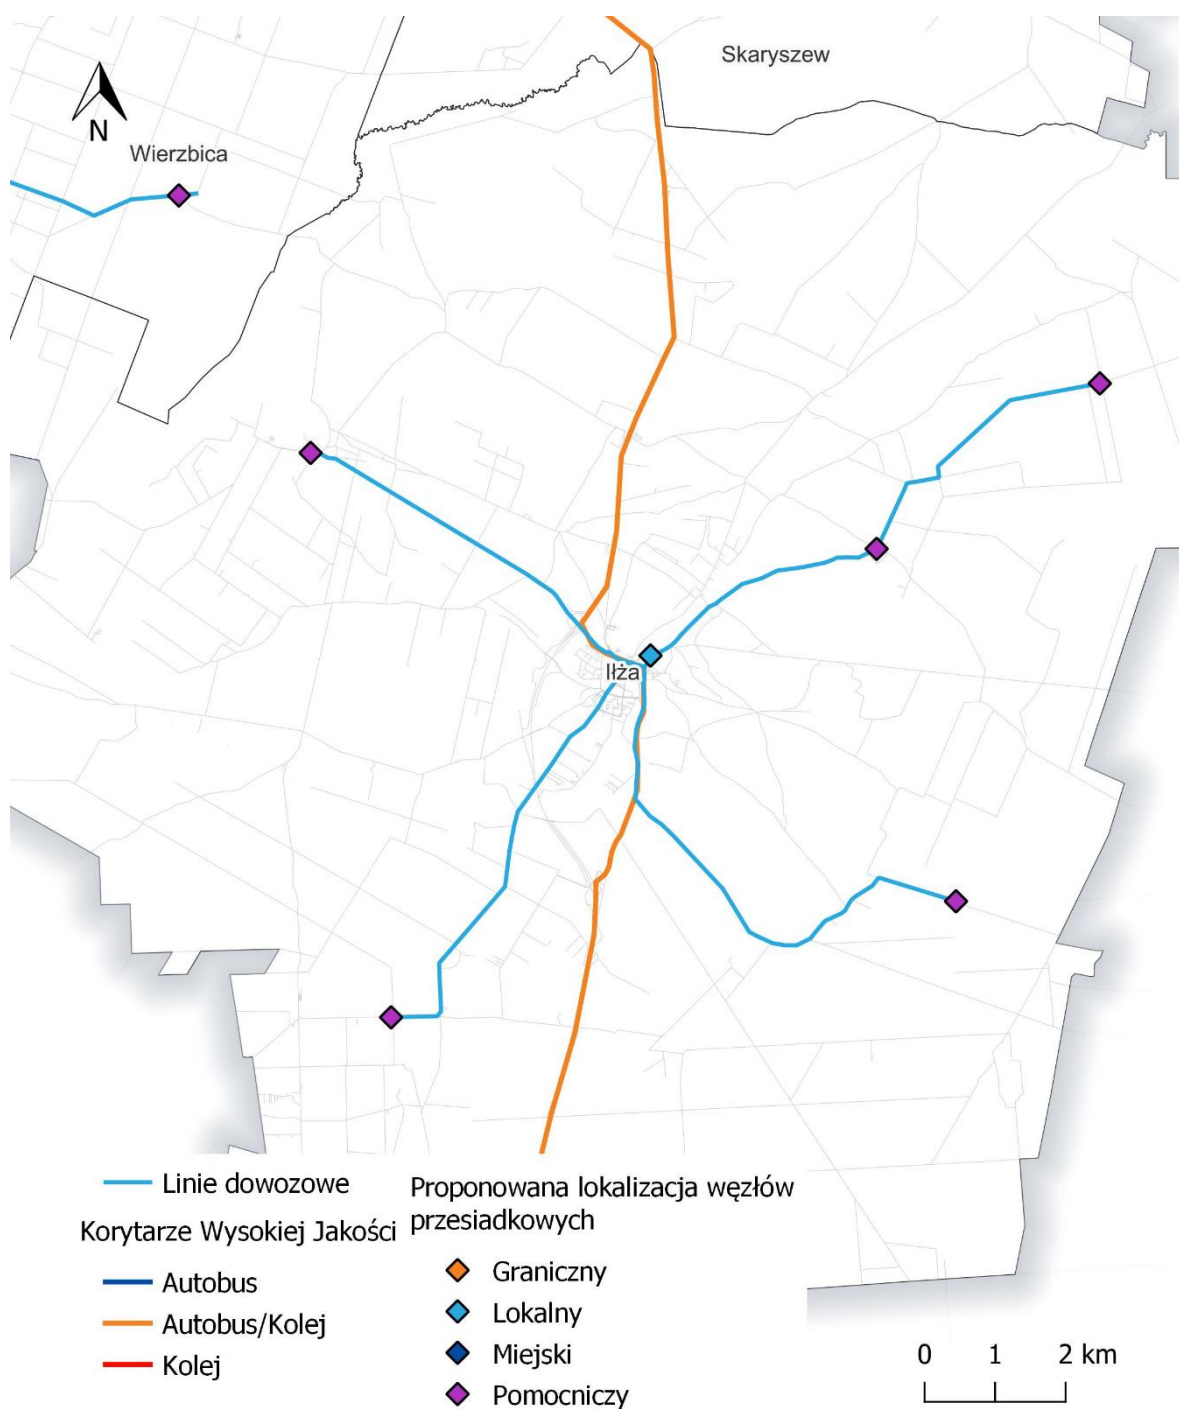 Skaryszew
N
Wierzbica
Iłża
Linie dowozowe
Korytarze Wysokiej Jakości
Autobus
Autobus/Kolej
Kolej
Proponowana lokalizacja węzłów
przesiadkowych
Graniczny
Lokalny
Miejski
Pomocniczy
0 1 2 km